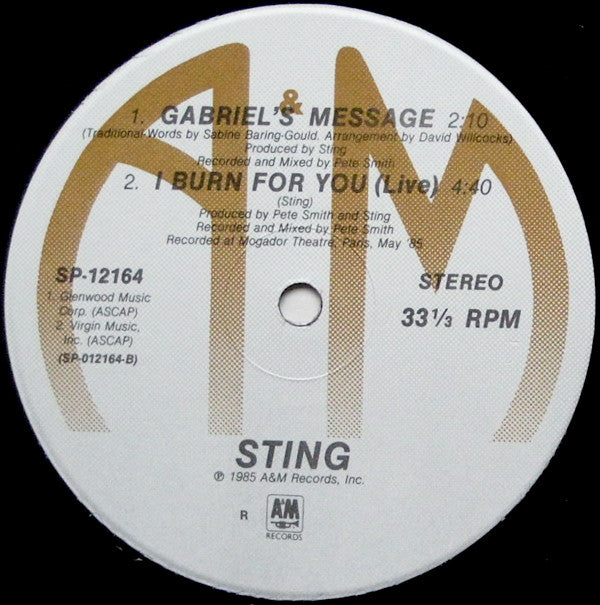 A & M
1. GABRIEL'S MESSAGE 2:10
(Traditional-Words by Sabine Baring-Gould. Arrangement by David Willcocks)
Produced by Sting
Recorded and Mixed by Pete Smith
2. I BURN FOR YOU (Live) 4:40
(Sting)
Produced by Pete Smith and Sting
Recorded and Mixed by Pete Smith
Recorded at Mogador Theatre, Paris, May '85
SP-12164
1. Glenwood Music
Corp. (ASCAP)
2. Virgin Music,
Inc. (ASCAP)
(SP-012164-B)
STEREO
33 1/3 RPM
STING
℗ 1985 A&M Records, Inc.
R
A&M
RECORDS